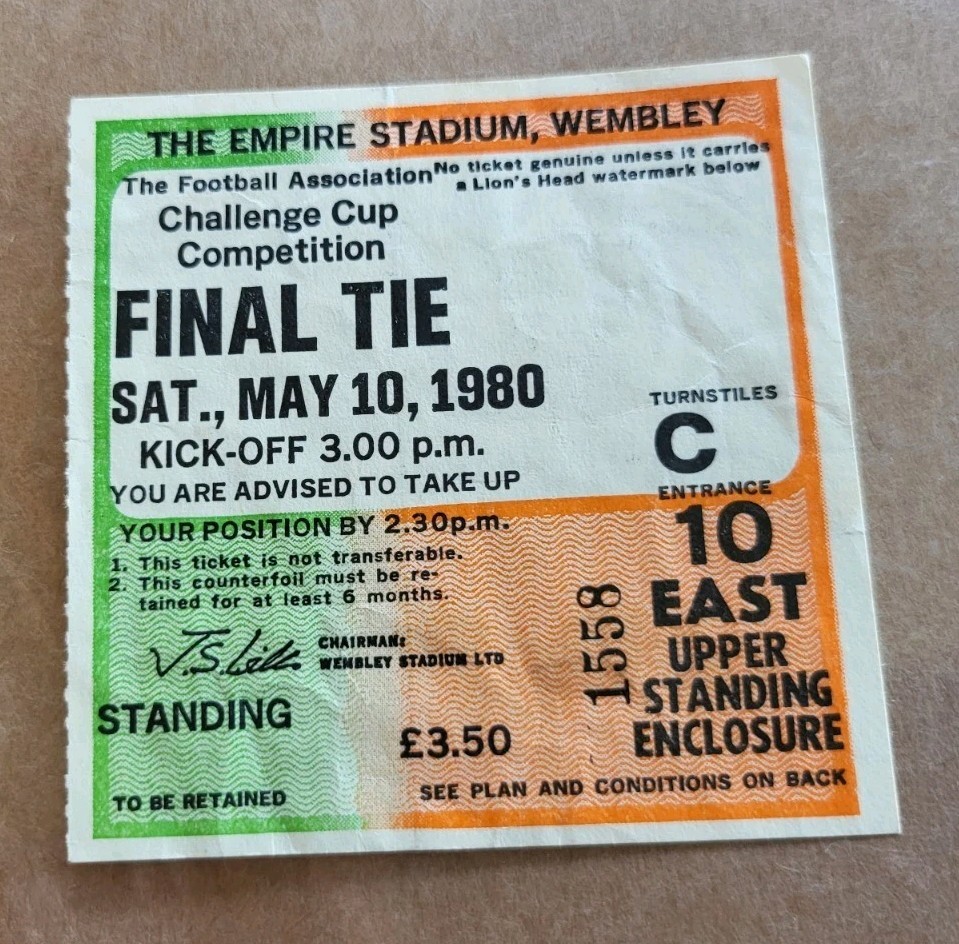 THE EMPIRE STADIUM, WEMBLEY
The Football Association
No ticket genuine unless it carries
a Lion's Head watermark below
Challenge Cup
Competition
FINAL TIE
SAT., MAY 10, 1980
KICK-OFF 3.00 p.m.
YOU ARE ADVISED TO TAKE UP
YOUR POSITION BY 2.30p.m.
1. This ticket is not transferable.
2. This counterfoil must be re-
tained for at least 6 months.
CHAIRMAN:
WEMBLEY STADIUM LTD
STANDING
£3.50
TO BE RETAINED
TURNSTILES
C
ENTRANCE
10
EAST
UPPER
STANDING
ENCLOSURE
1558
SEE PLAN AND CONDITIONS ON BACK